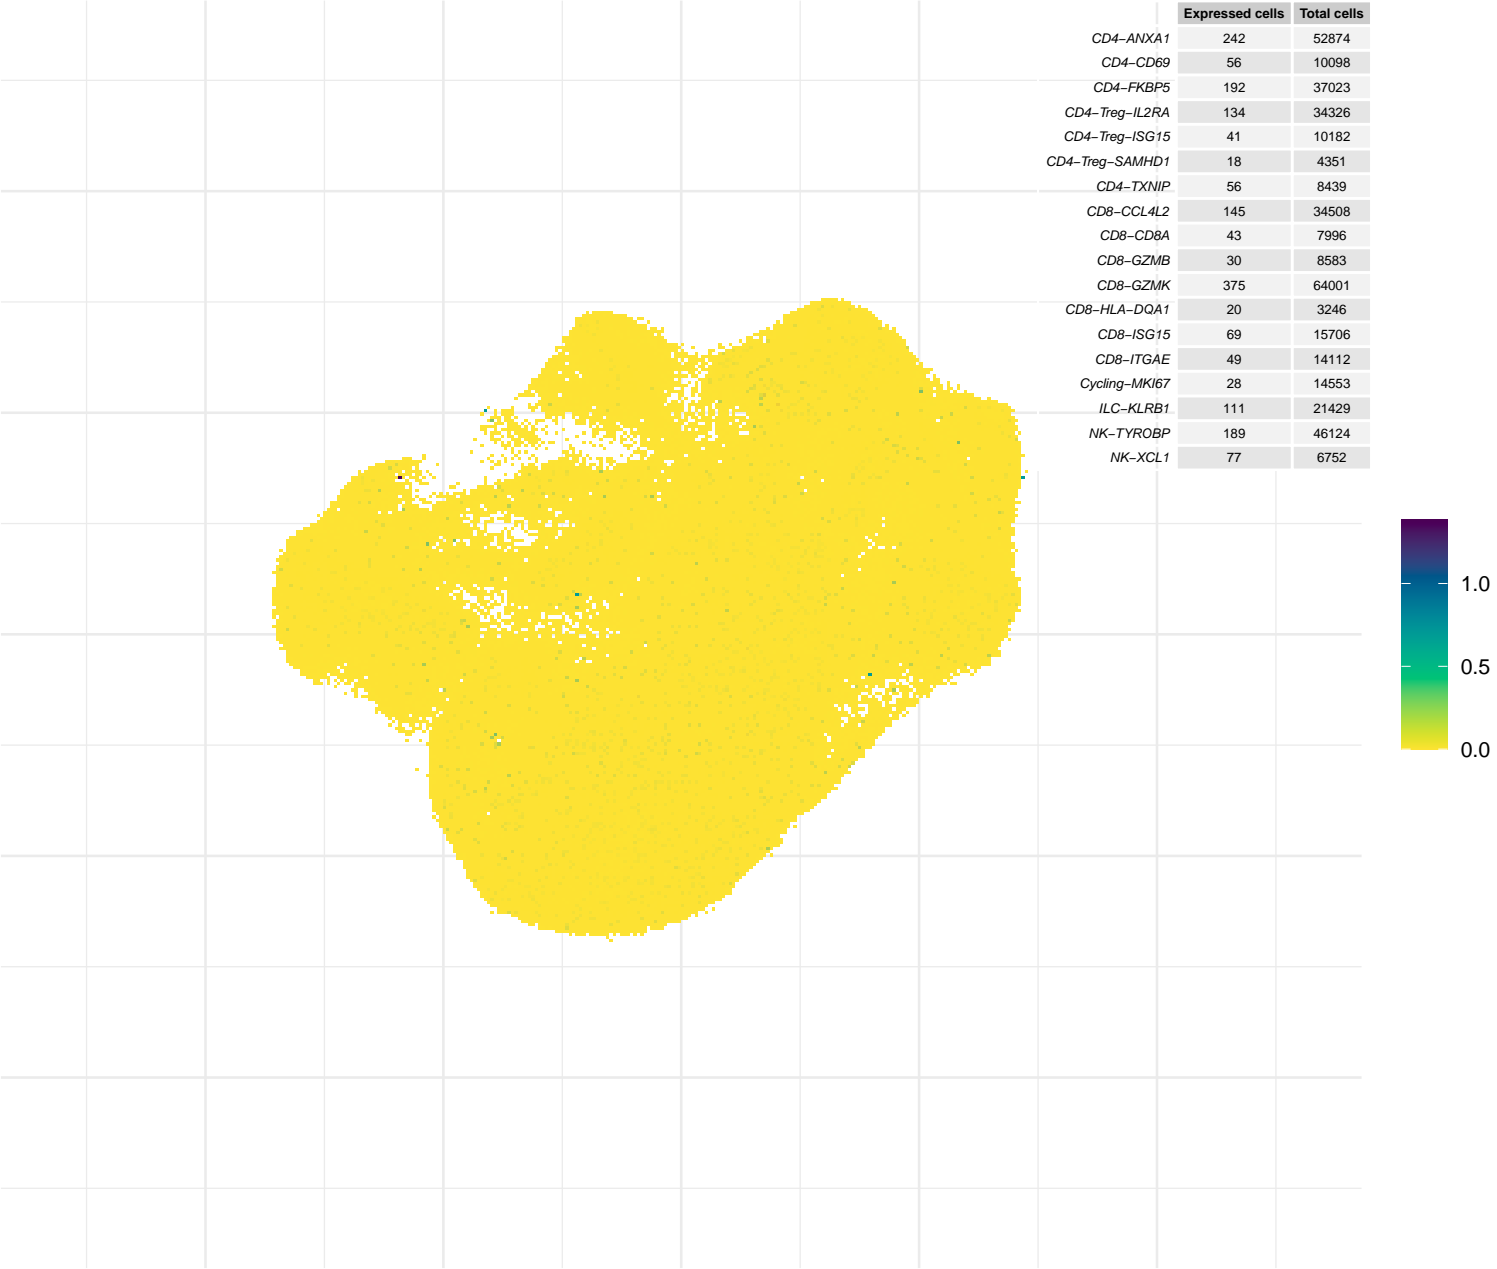 Expressed cells Total cells
CD4−ANXA1 242 52874
CD4−CD69 56 10098
CD4−FKBP5 192 37023
CD4−Treg−IL2RA 134 34326
CD4−Treg−ISG15 41 10182
CD4−Treg−SAMHD1 18 4351
CD4−TXNIP 56 8439
CD8−CCL4L2 145 34508
CD8−CD8A 43 7996
CD8−GZMB 30 8583
CD8−GZMK 375 64001
CD8−HLA−DQA1 20 3246
CD8−ISG15 69 15706
CD8−ITGAE 49 14112
Cycling−MKI67 28 14553
ILC−KLRB1 111 21429
NK−TYROBP 189 46124
NK−XCL1 77 6752
1.0
0.5
0.0